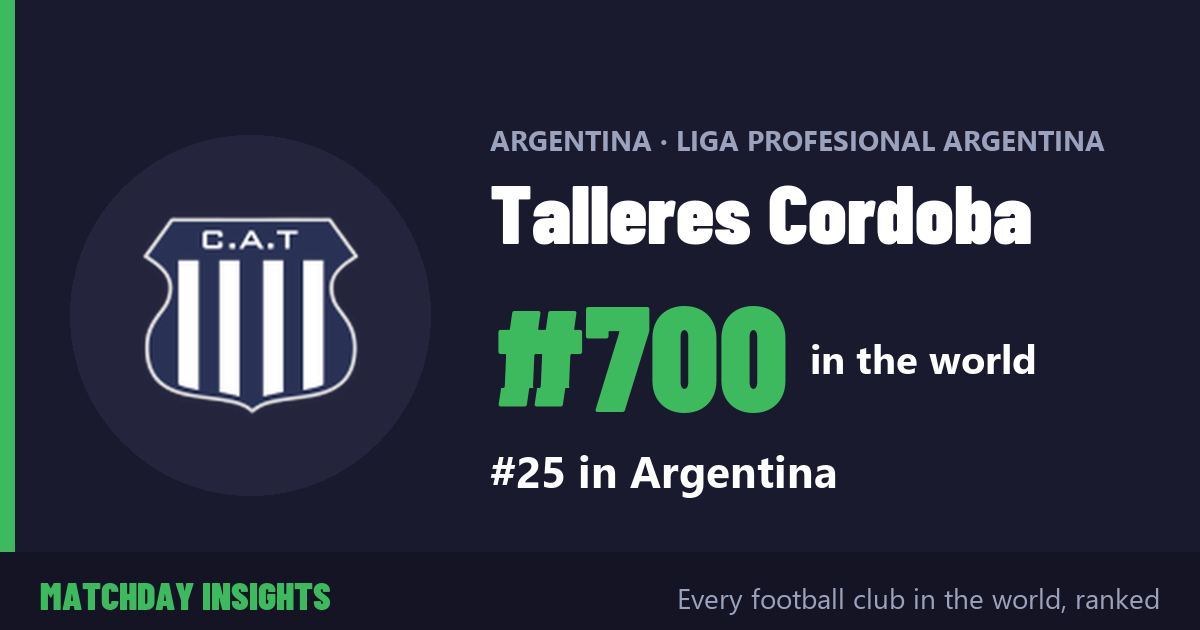 C.A.T
ARGENTINA · LIGA PROFESIONAL ARGENTINA
Talleres Cordoba
#700 in the world
#25 in Argentina
MATCHDAY INSIGHTS
Every football club in the world, ranked